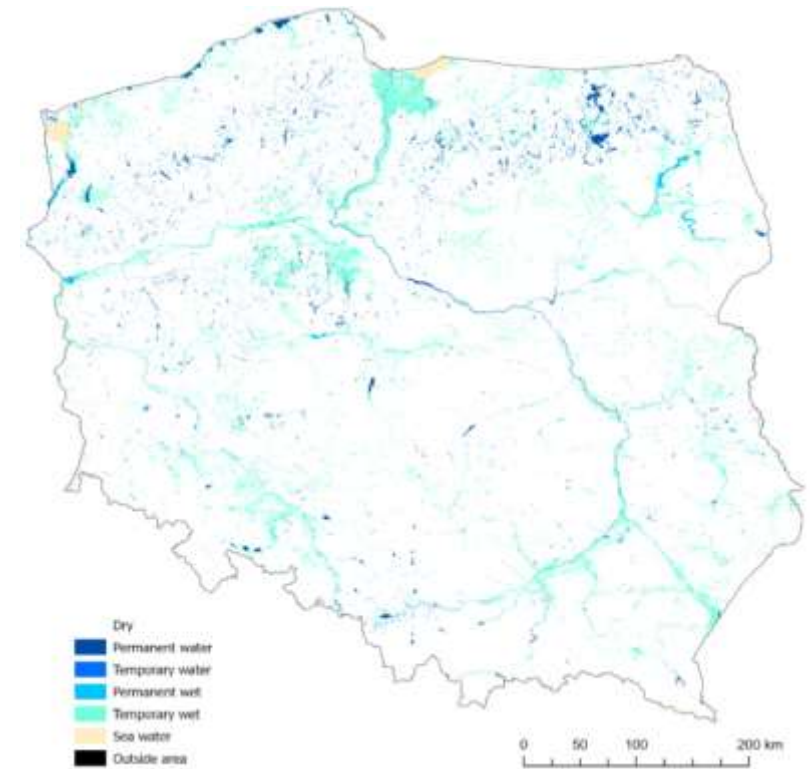 Dry
Permanent water
Temporary water
Permanent wet
Temporary wet
Sea water
Outside area
0 50 100 200 km